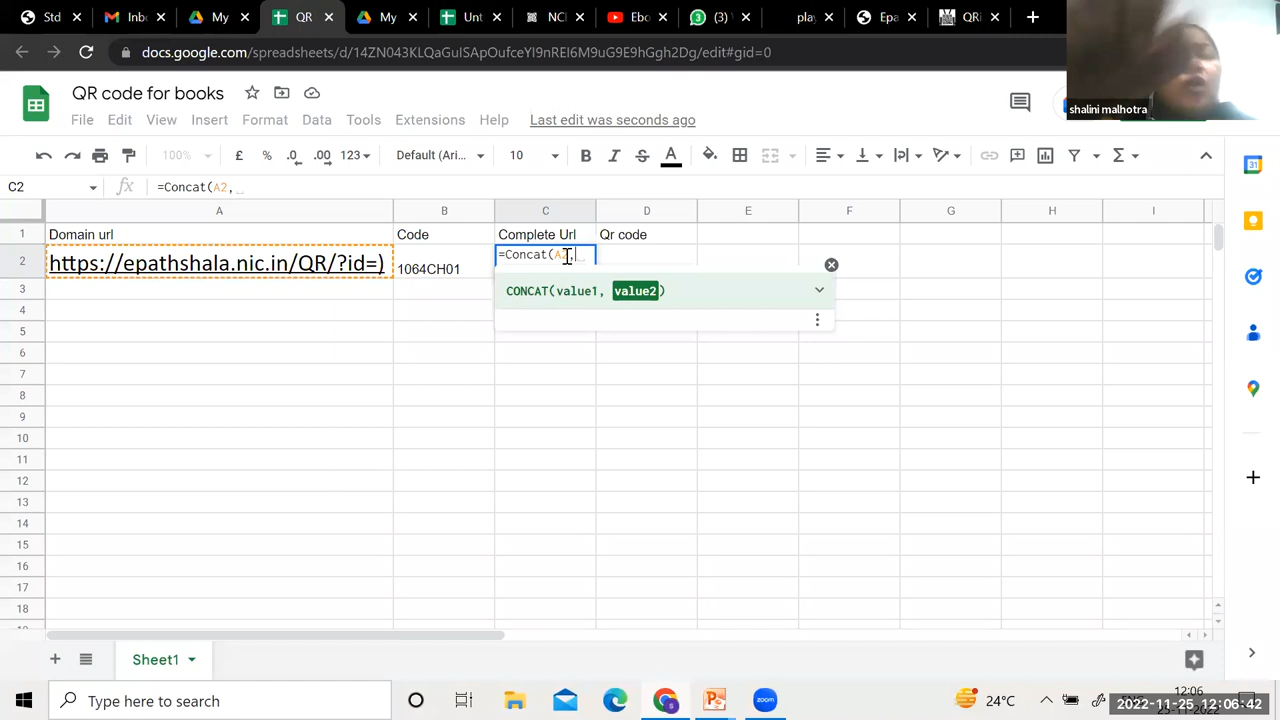 Std
Inb
My
QR
My
Unt
NCE
Ebo
3
(3)
play
Epa
QRi
docs.google.com/spreadsheets/d/14ZN043KLQaGuISApOufceYI9nREI6M9uG9E9hGgh2Dg/edit#gid=0
shalini malhotra
QR code for books
File Edit View Insert Format Data Tools Extensions Help Last edit was seconds ago
100% £ % .0 .00 123 Default (Ari... 10 B I S A
C2 fx =Concat(A2,
A B C D E F G H I
1 Domain url Code Complete Url Qr code
2 https://epathshala.nic.in/QR/?id=) 1064CH01 =Concat(A2,
CONCAT(value1, value2)
3
4
5
6
7
8
9
10
11
12
13
14
15
16
17
18
31
Sheet1
Type here to search
24°C
12:06
2022-11-25 12:06:42